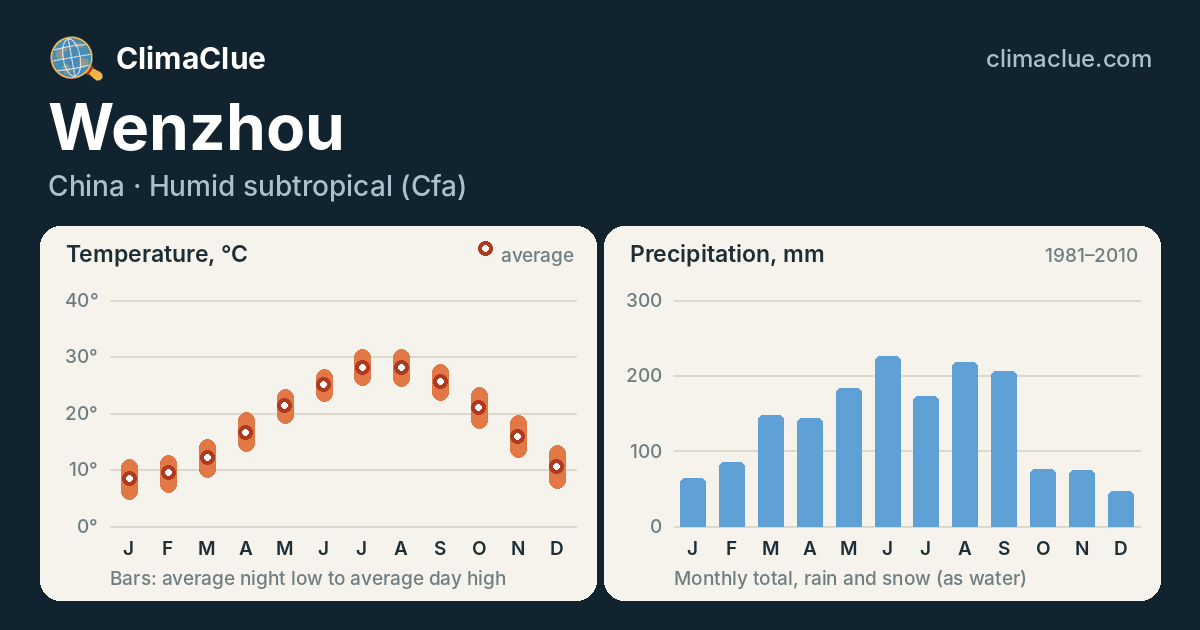 ClimaClue
climaclue.com
Wenzhou
China · Humid subtropical (Cfa)
Temperature, °C
average
40°
30°
20°
10°
0°
J F M A M J J A S O N D
Bars: average night low to average day high
Precipitation, mm
1981–2010
300
200
100
0
J F M A M J J A S O N D
Monthly total, rain and snow (as water)